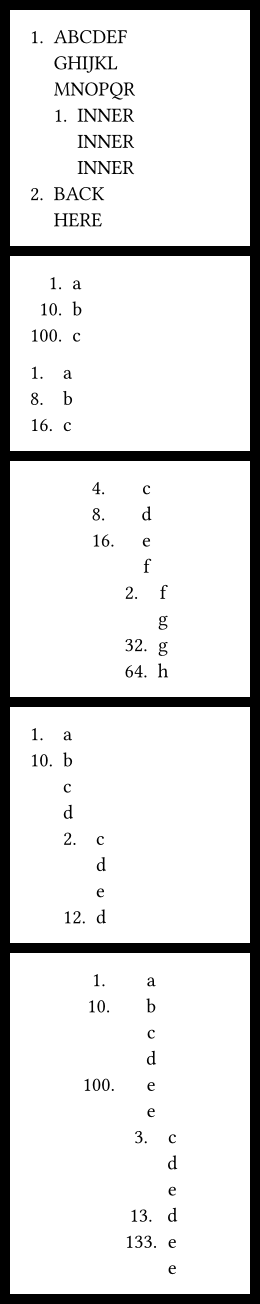 1. ABCDEF
GHIJKL
MNOPQR
1. INNER
INNER
INNER
2. BACK
HERE
1. a
10. b
100. c
1. a
8. b
16. c
4. c
8. d
16. e
f
2. f
g
32. g
64. h
1. a
10. b
c
d
2. c
d
e
12. d
1. a
10. b
c
d
100. e
e
3. c
d
e
13. d
133. e
e